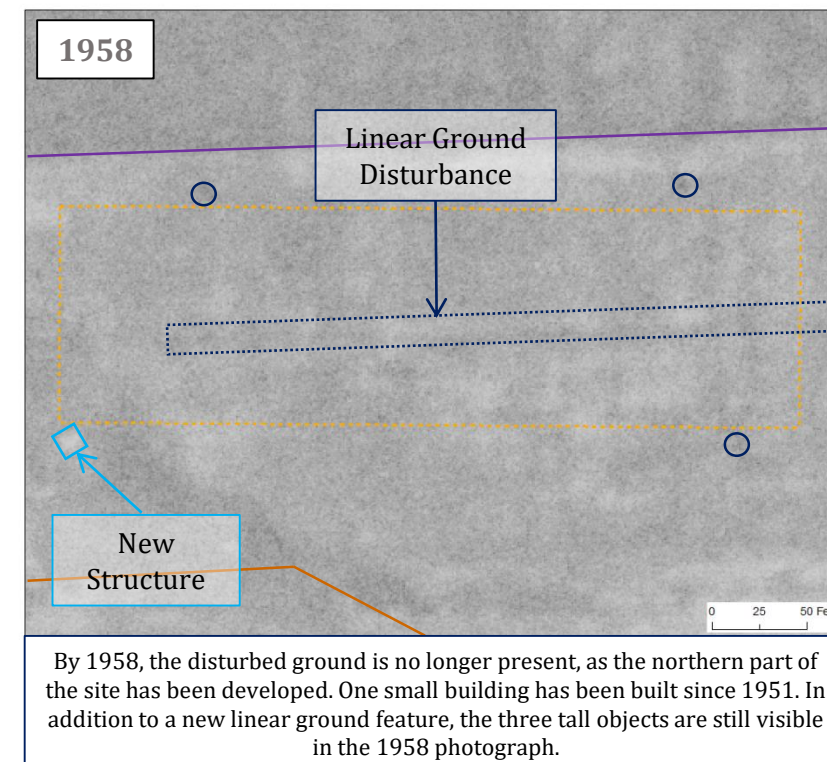 1958
Linear Ground
Disturbance
New
Structure
0 25 50 Fe
By 1958, the disturbed ground is no longer present, as the northern part of
the site has been developed. One small building has been built since 1951. In
addition to a new linear ground feature, the three tall objects are still visible
in the 1958 photograph.